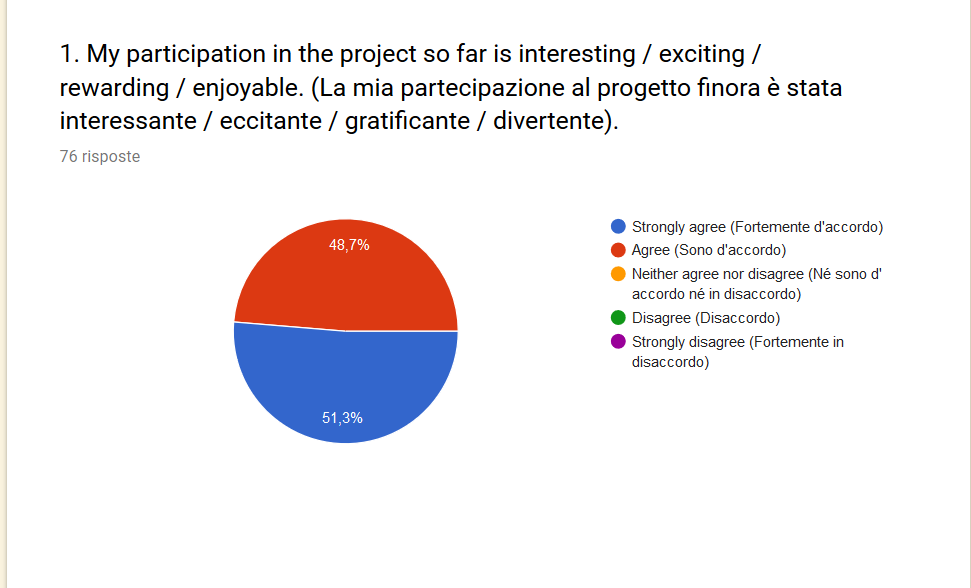 1. My participation in the project so far is interesting / exciting /
rewarding / enjoyable. (La mia partecipazione al progetto finora è stata
interessante / eccitante / gratificante / divertente).
76 risposte
48,7%
51,3%
Strongly agree (Fortemente d'accordo)
Agree (Sono d'accordo)
Neither agree nor disagree (Né sono d'
accordo né in disaccordo)
Disagree (Disaccordo)
Strongly disagree (Fortemente in
disaccordo)